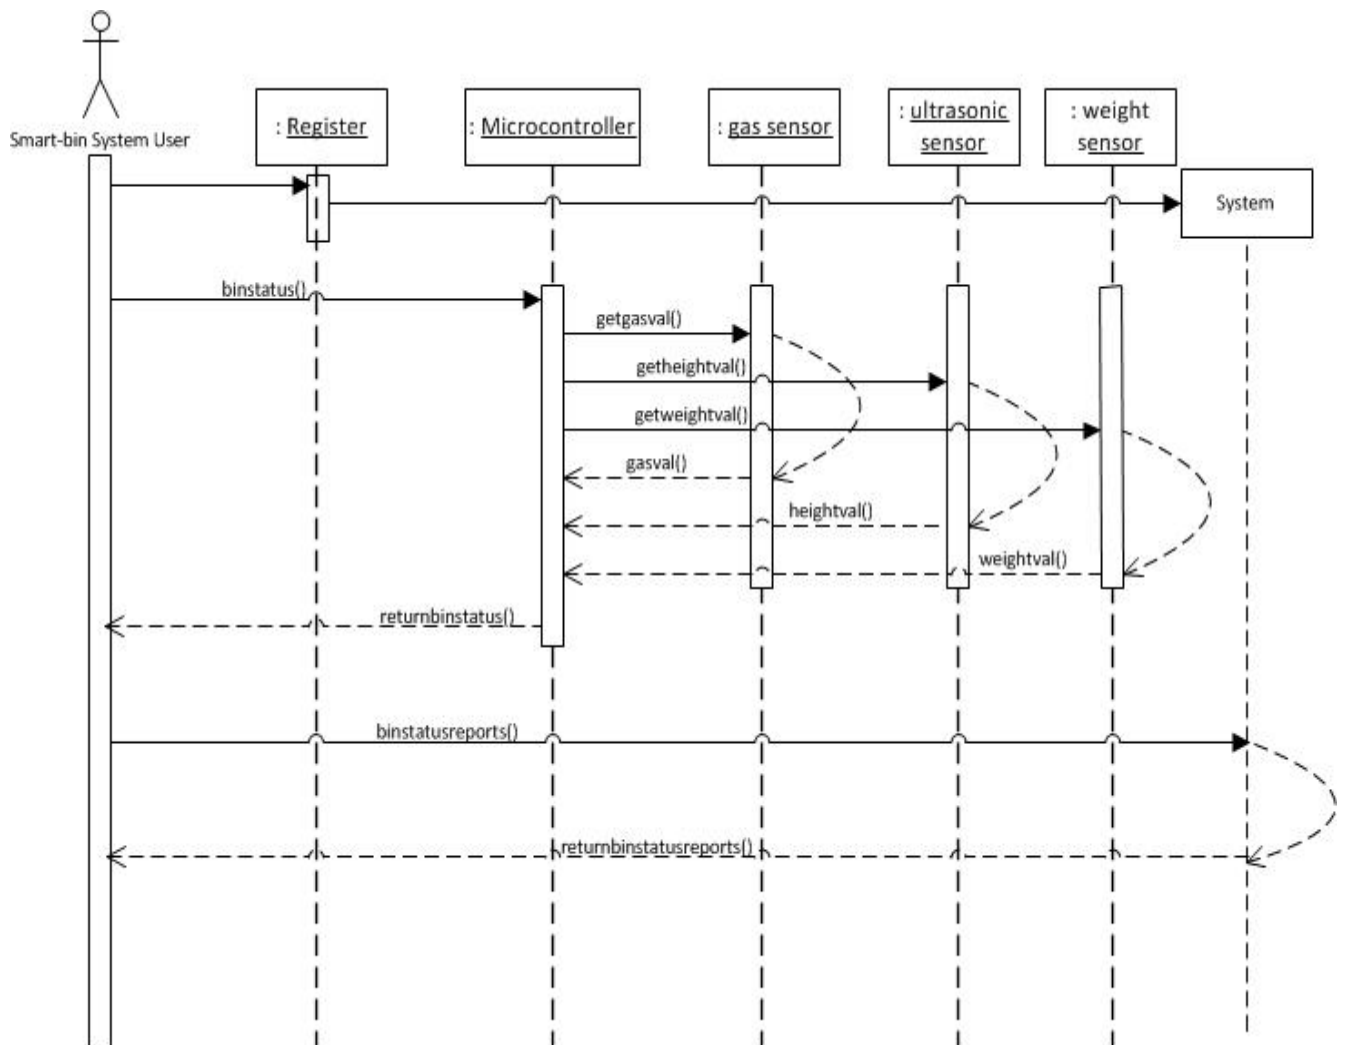 Smart-bin System User
: Register
: Microcontroller
: gas sensor
: ultrasonic
sensor
: weight
sensor
System
binstatus()
getgasval()
getheightval()
getweightval()
gasval()
heightval()
weightval()
returnbinstatus()
binstatusreports()
returnbinstatusreports()